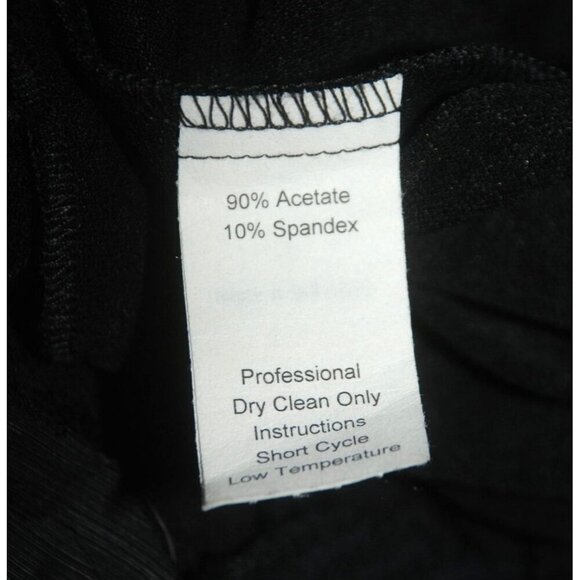 90% Acetate
10% Spandex
Professional
Dry Clean Only
Instructions
Short Cycle
Low Temperature